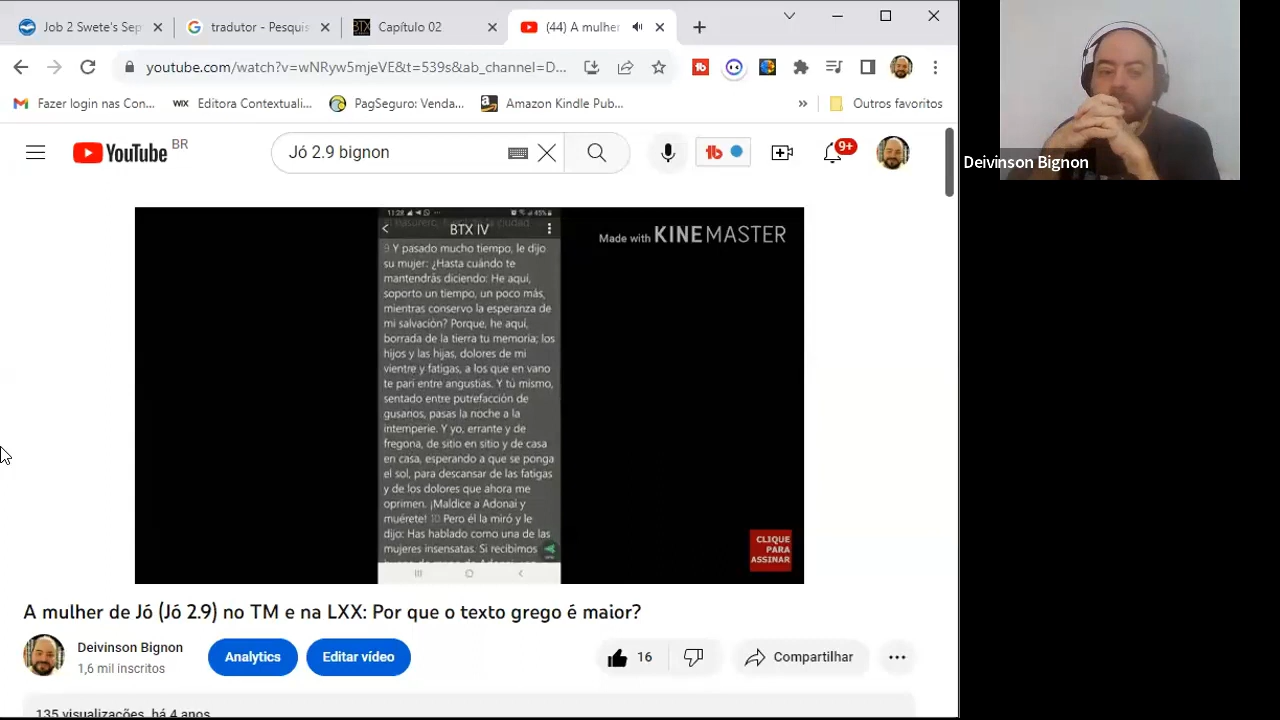 Job 2 Swete's Sep
tradutor - Pesquis
Capítulo 02
(44) A mulher
youtube.com/watch?v=wNRyw5mjeVE&t=539s&ab_channel=D...
Fazer login nas Con...
WIX Editora Contextuali...
PagSeguro: Venda...
Amazon Kindle Pub...
»
Outros favoritos
YouTube BR
Jó 2.9 bignon
9+
Deivinson Bignon
11:28
45%
BTX IV
Made with KINEMASTER
9 Y pasado mucho tiempo, le dijo
su mujer: ¿Hasta cuándo te
mantendrás diciendo: He aquí,
soporto un tiempo, un poco más,
mientras conservo la esperanza de
mi salvación? Porque, he aquí,
borrada de la tierra tu memoria; los
hijos y las hijas, dolores de mi
vientre y fatigas, a los que en vano
te parí entre angustias. Y tú mismo,
sentado entre putrefacción de
gusanos, pasas la noche a la
intemperie. Y yo, errante y de
fregona, de sitio en sitio y de casa
en casa, esperando a que se ponga
el sol, para descansar de las fatigas
y de los dolores que ahora me
oprimen. ¡Maldice a Adonai y
muérete! 10 Pero él la miró y le
dijo: Has hablado como una de las
mujeres insensatas. Si recibimos
CLIQUE
PARA
ASSINAR
A mulher de Jó (Jó 2.9) no TM e na LXX: Por que o texto grego é maior?
Deivinson Bignon
1,6 mil inscritos
Analytics
Editar vídeo
16
Compartilhar
135 visualizações há 4 anos